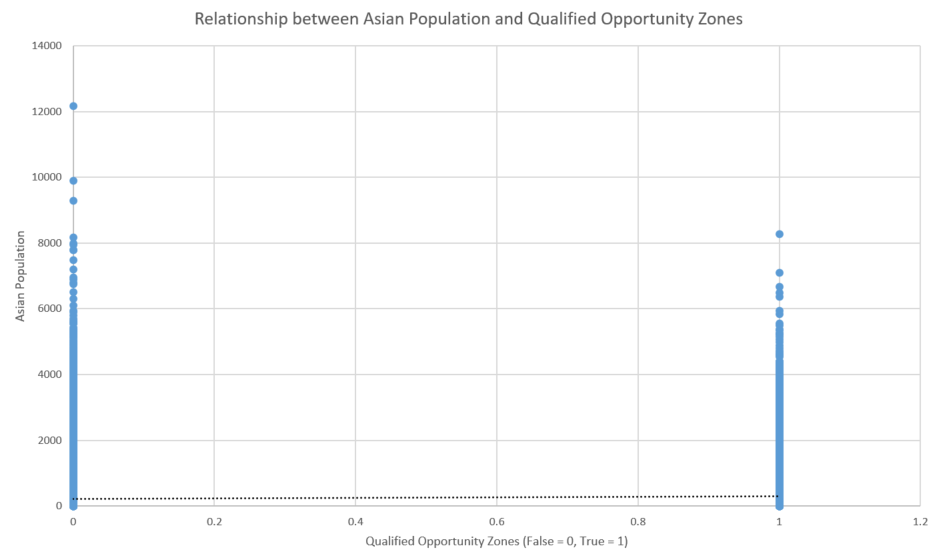 Relationship between Asian Population and Qualified Opportunity Zones
14000
12000
10000
8000
6000
4000
2000
0
Asian Population
0 0.2 0.4 0.6 0.8 1 1.2
Qualified Opportunity Zones (False = 0, True = 1)